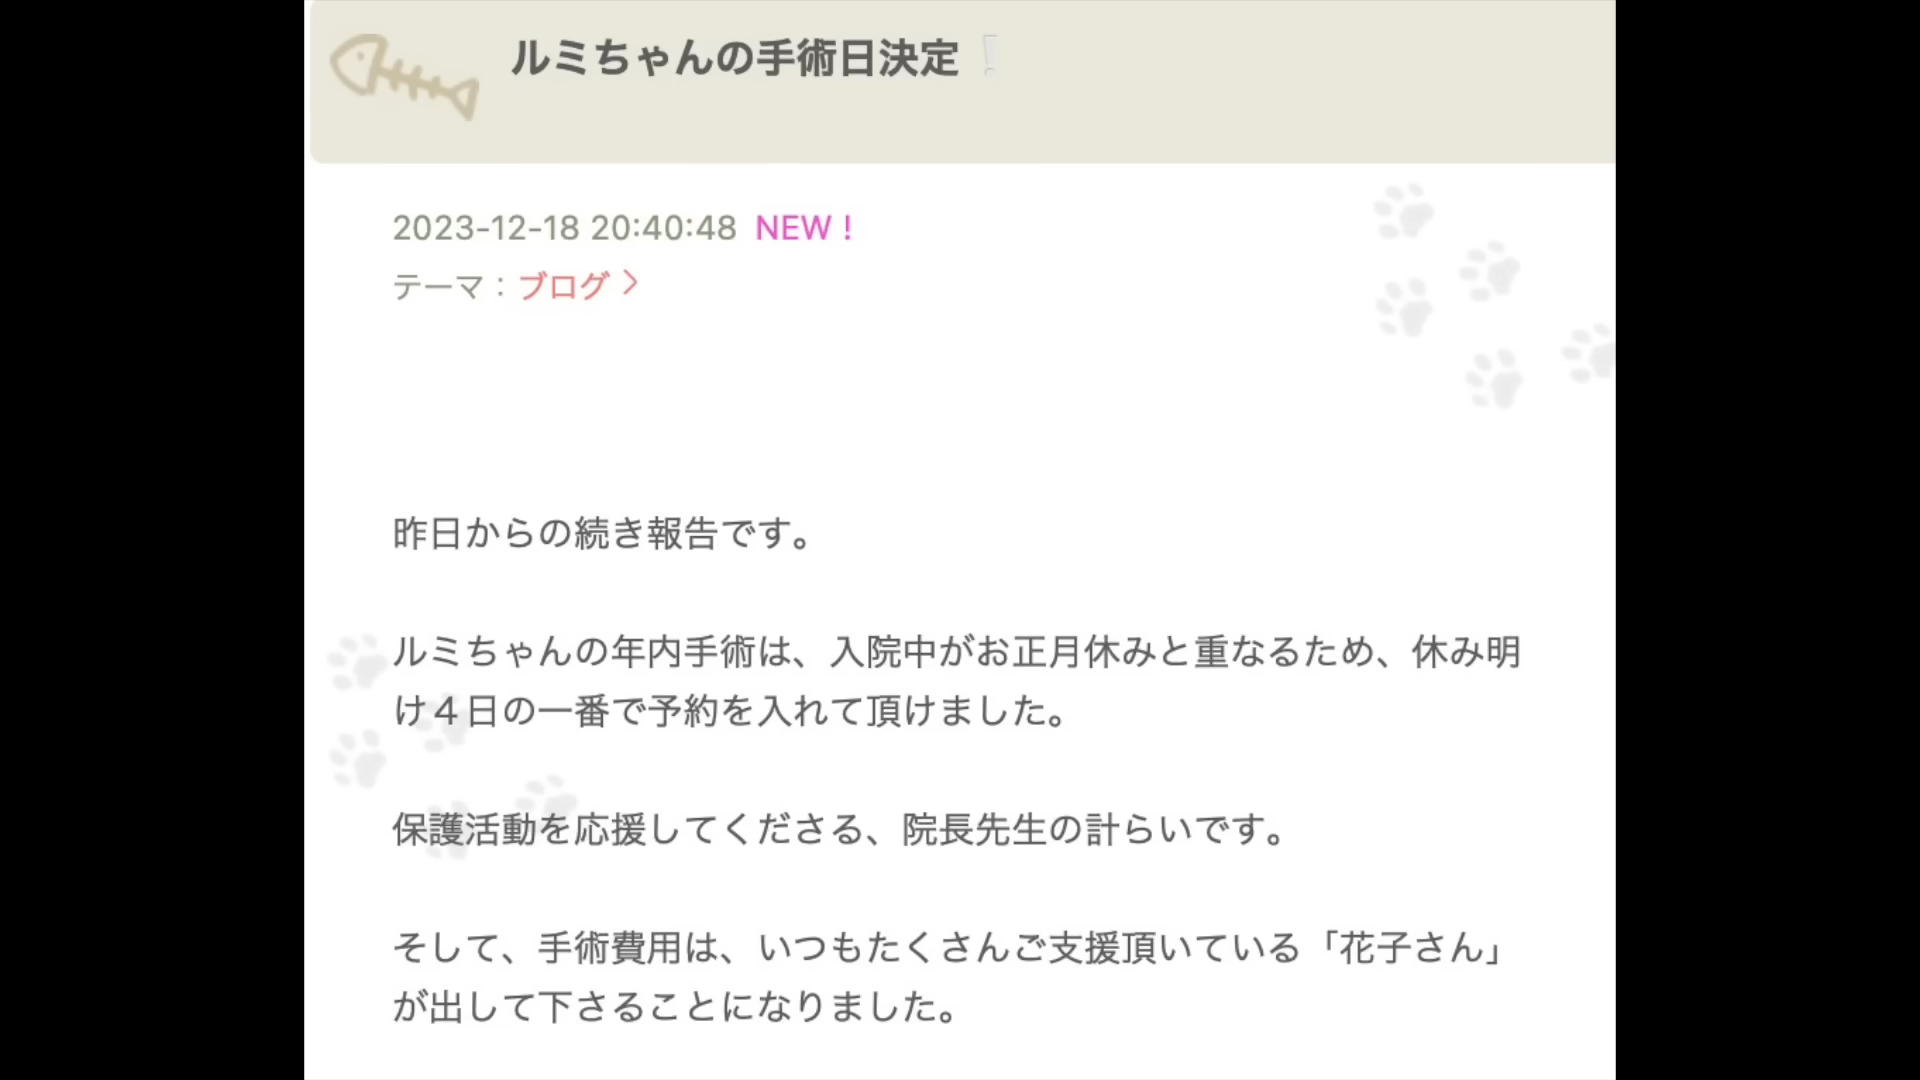 ルミちゃんの手術日決定❕
2023-12-18 20:40:48 NEW !
テーマ：ブログ >
昨日からの続き報告です。
ルミちゃんの年内手術は、入院中がお正月休みと重なるため、休み明
け４日の一番で予約を入れて頂けました。
保護活動を応援してくださる、院長先生の計らいです。
そして、手術費用は、いつもたくさんご支援頂いている「花子さん」
が出して下さることになりました。